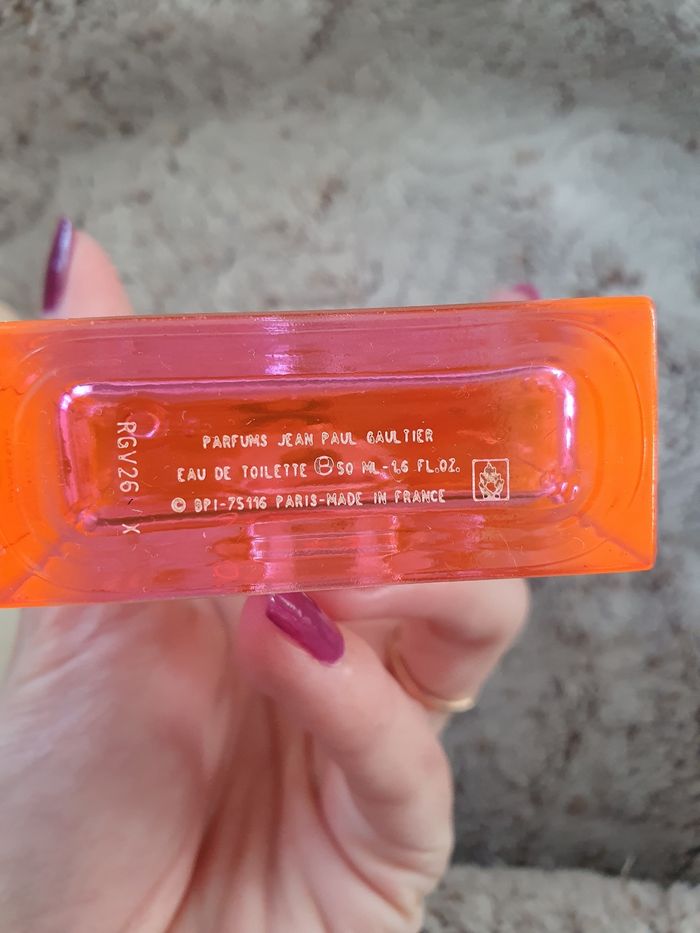 PARFUMS JEAN PAUL GAULTIER
EAU DE TOILETTE Ⓗ 50 ML-1.6 FL.OZ.
© BPI-75116 PARIS-MADE IN FRANCE
RGV26 X